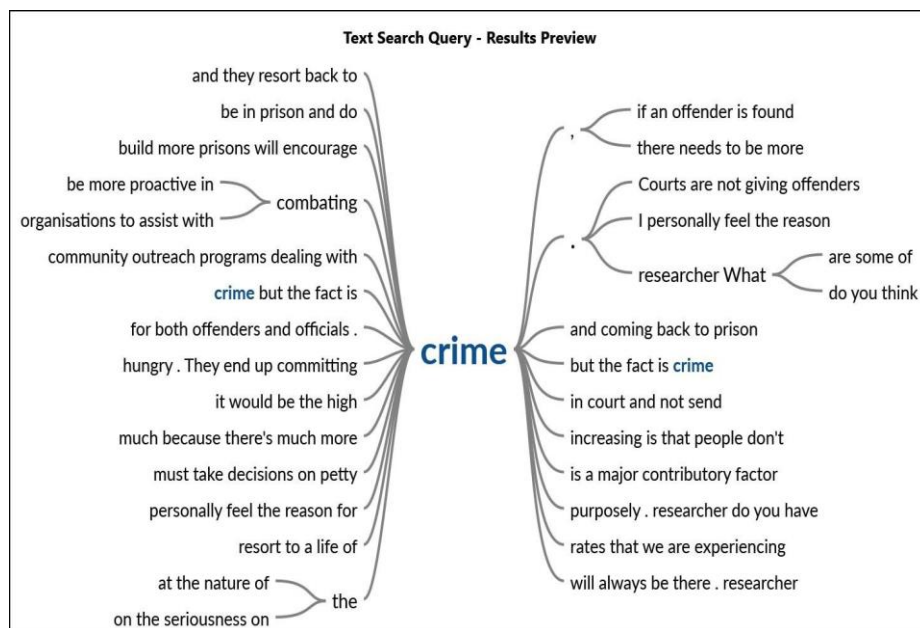 Text Search Query - Results Preview
and they resort back to
be in prison and do
build more prisons will encourage
be more proactive in
organisations to assist with
combating
community outreach programs dealing with
crime but the fact is
for both offenders and officials .
hungry . They end up committing
it would be the high
much because there's much more
must take decisions on petty
personally feel the reason for
resort to a life of
at the nature of
on the seriousness on
the
crime
,
if an offender is found
there needs to be more
.
Courts are not giving offenders
I personally feel the reason
researcher What
are some of
do you think
and coming back to prison
but the fact is crime
in court and not send
increasing is that people don't
is a major contributory factor
purposely . researcher do you have
rates that we are experiencing
will always be there . researcher